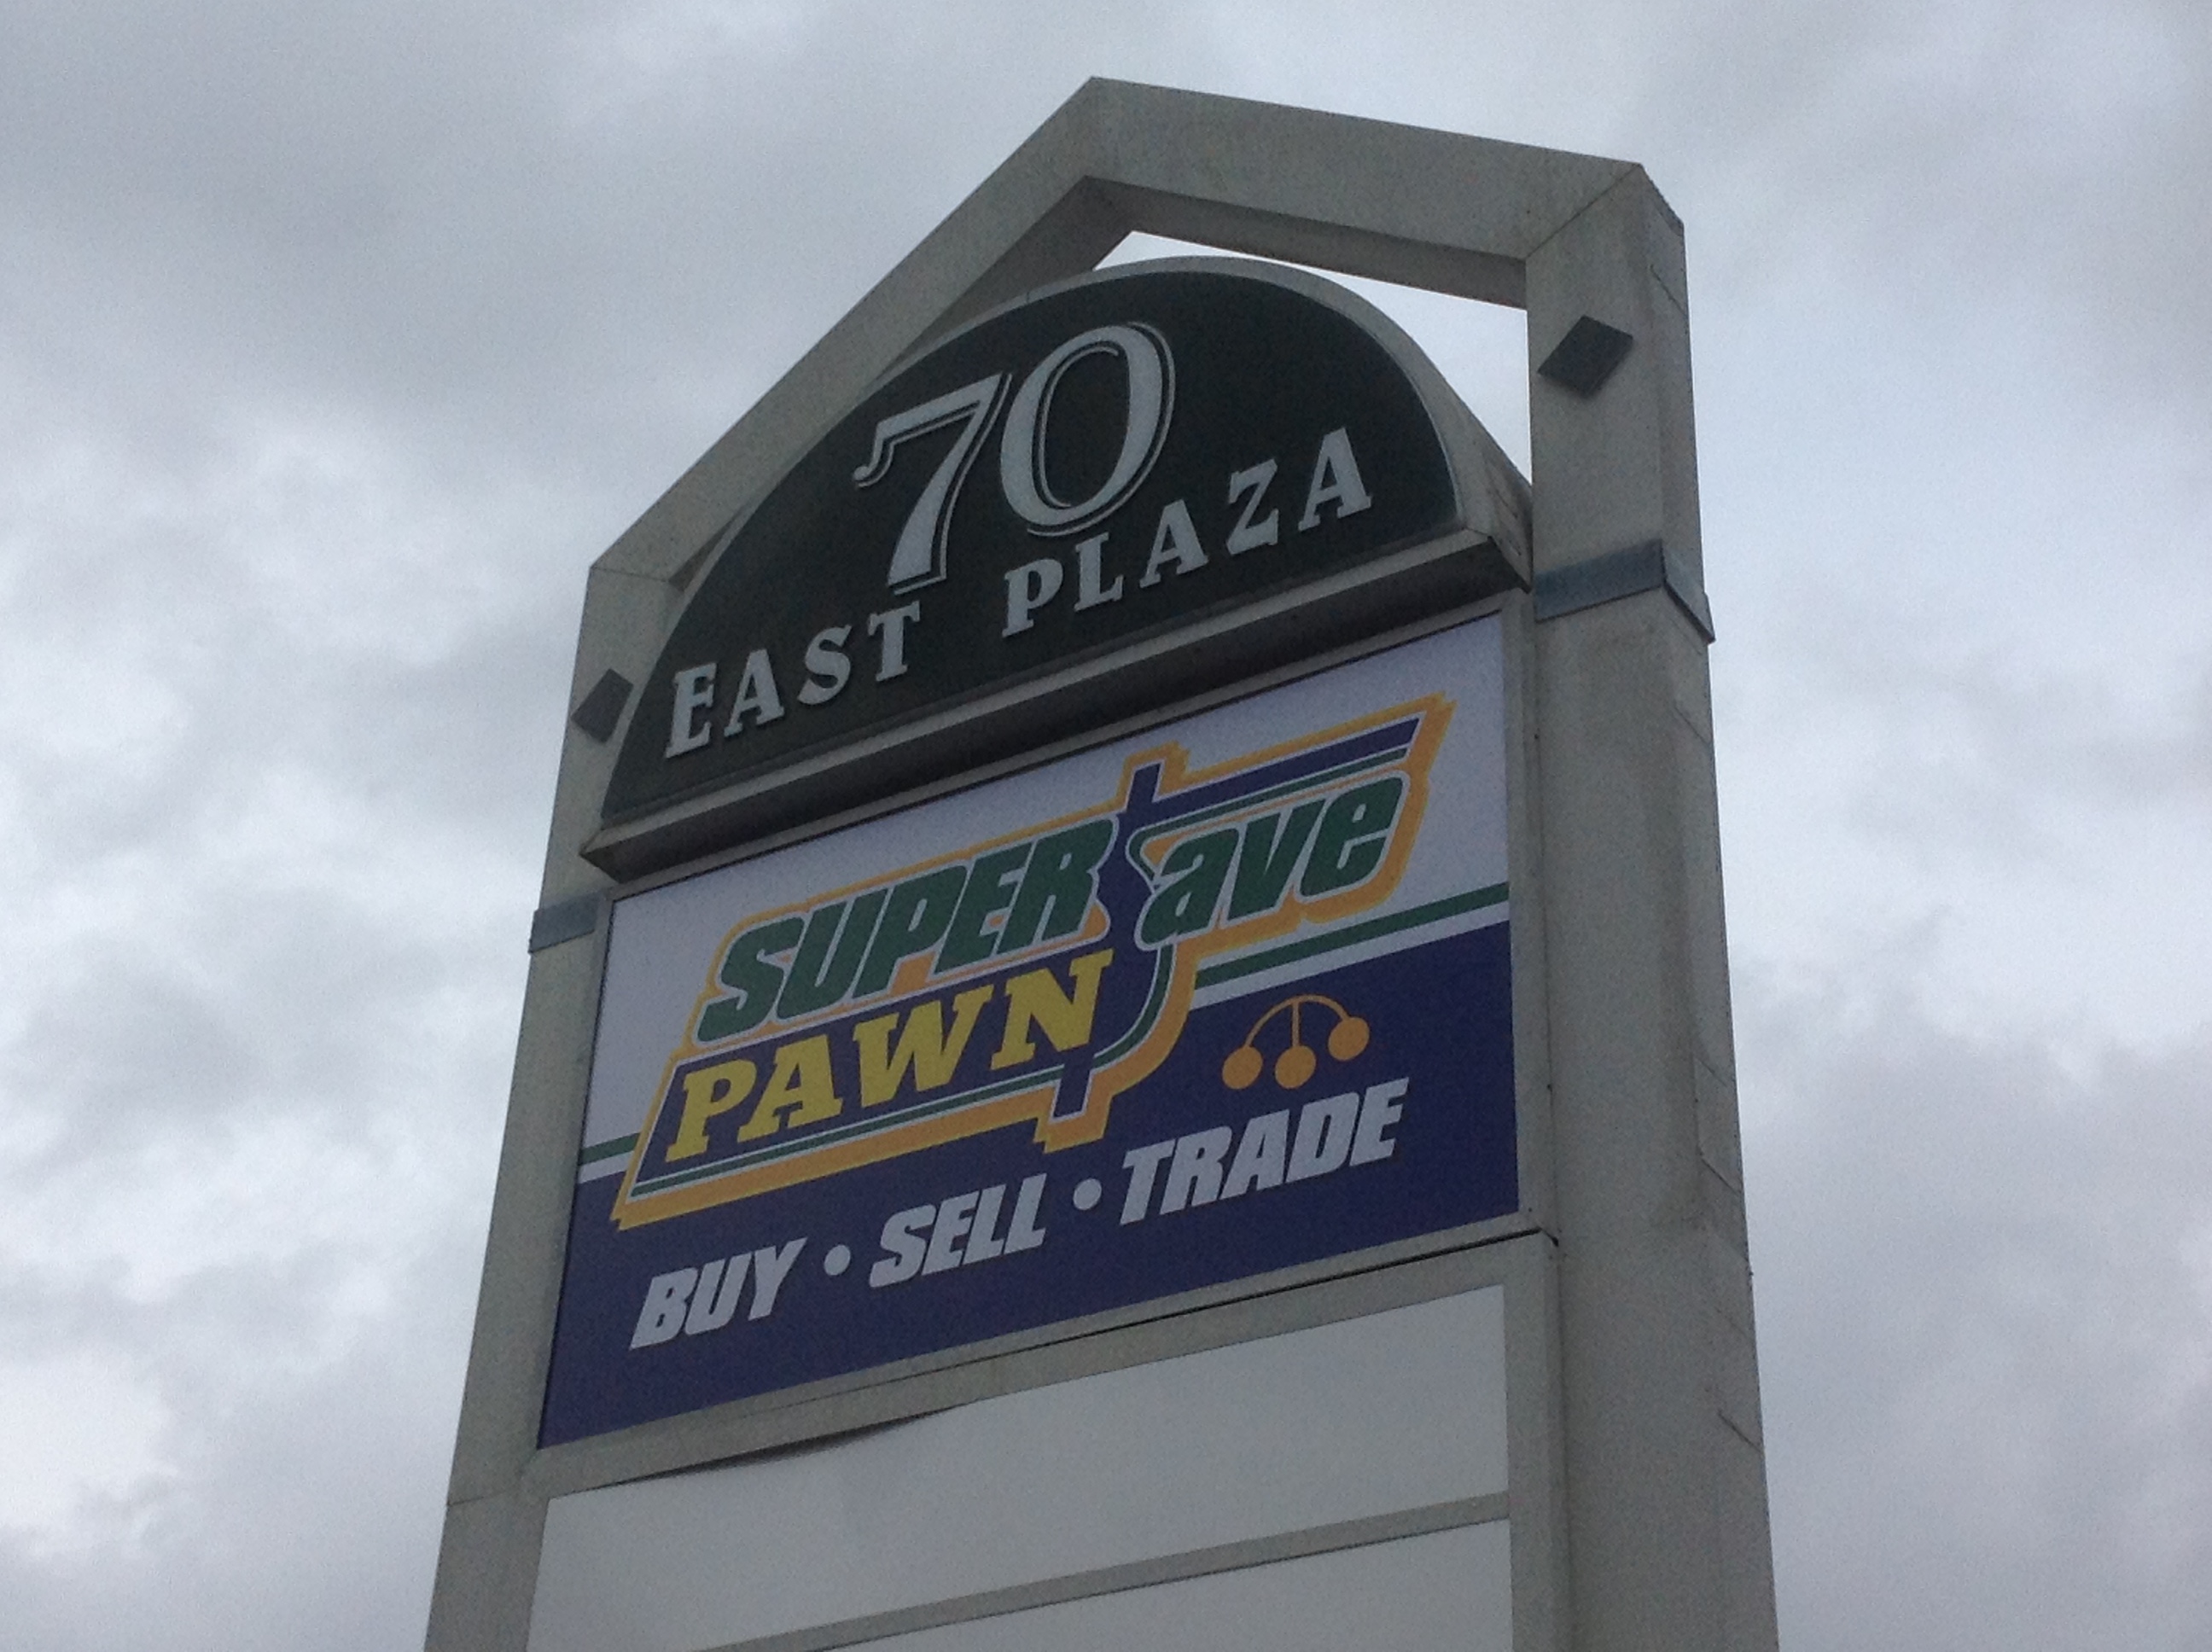 70
EAST PLAZA
SUPER $ave
PAWN
BUY • SELL • TRADE